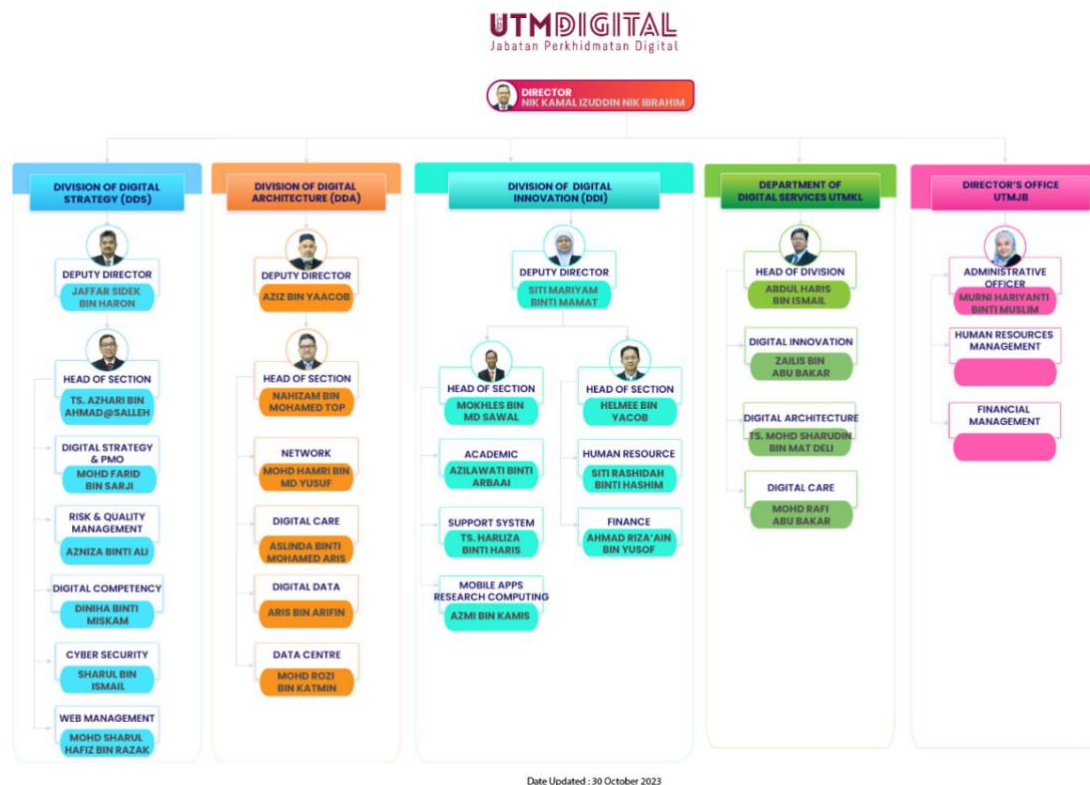 UTMDIGITAL
Jabatan Perkhidmatan Digital
DIRECTOR
NIK KAMAL IZUDDIN NIK IBRAHIM
DIVISION OF DIGITAL
STRATEGY (DDS)
DEPUTY DIRECTOR
JAFFAR SIDEK
BIN HARON
HEAD OF SECTION
TS. AZHARI BIN
AHMAD@SALLEH
DIGITAL STRATEGY
& PMO
MOHD FARID
BIN SARJI
RISK & QUALITY
MANAGEMENT
AZNIZA BINTI ALI
DIGITAL COMPETENCY
DINIHA BINTI
MISKAM
CYBER SECURITY
SHARUL BIN
ISMAIL
WEB MANAGEMENT
MOHD SHARUL
HAFIZ BIN RAZAK
DIVISION OF DIGITAL
ARCHITECTURE (DDA)
DEPUTY DIRECTOR
AZIZ BIN YAACOB
HEAD OF SECTION
NAHIZAM BIN
MOHAMED TOP
NETWORK
MOHD HAMRI BIN
MD YUSUF
DIGITAL CARE
ASLINDA BINTI
MOHAMED ARIS
DIGITAL DATA
ARIS BIN ARIFIN
DATA CENTRE
MOHD ROZI
BIN KATMIN
DIVISION OF DIGITAL
INNOVATION (DDI)
DEPUTY DIRECTOR
SITI MARIYAM
BINTI MAMAT
HEAD OF SECTION
MOKHLES BIN
MD SAWAL
ACADEMIC
AZILAWATI BINTI
ARBAAI
SUPPORT SYSTEM
TS. HARLIZA
BINTI HARIS
MOBILE APPS
RESEARCH COMPUTING
AZMI BIN KAMIS
HEAD OF SECTION
HELMEE BIN
YACOB
HUMAN RESOURCE
SITI RASHIDAH
BINTI HASHIM
FINANCE
AHMAD RIZA'AIN
BIN YUSOF
DEPARTMENT OF
DIGITAL SERVICES UTMKL
HEAD OF DIVISION
ABDUL HARIS
BIN ISMAIL
DIGITAL INNOVATION
ZAILIS BIN
ABU BAKAR
DIGITAL ARCHITECTURE
TS. MOHD SHARUDIN
BIN MAT DELI
DIGITAL CARE
MOHD RAFI
ABU BAKAR
DIRECTOR'S OFFICE
UTMJB
ADMINISTRATIVE
OFFICER
MURNI HARIYANTI
BINTI MUSLIM
HUMAN RESOURCES
MANAGEMENT
FINANCIAL
MANAGEMENT
Date Updated : 30 October 2023